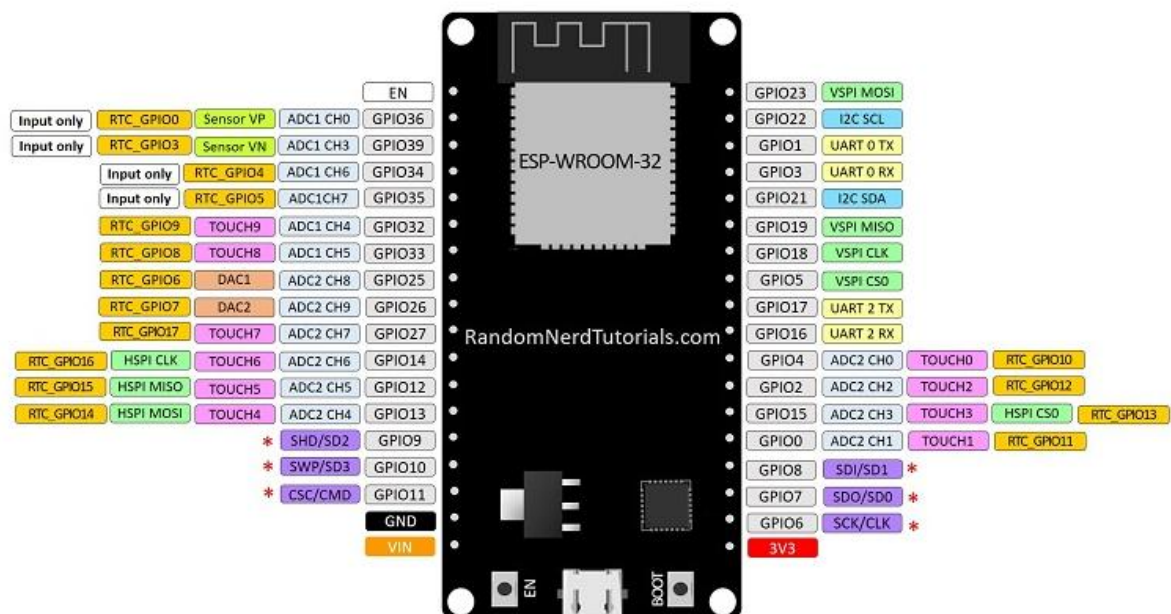 EN
Input only RTC_GPIO0 Sensor VP ADC1 CH0 GPIO36
Input only RTC_GPIO3 Sensor VN ADC1 CH3 GPIO39
Input only RTC_GPIO4 ADC1 CH6 GPIO34
Input only RTC_GPIO5 ADC1CH7 GPIO35
RTC_GPIO9 TOUCH9 ADC1 CH4 GPIO32
RTC_GPIO8 TOUCH8 ADC1 CH5 GPIO33
RTC_GPIO6 DAC1 ADC2 CH8 GPIO25
RTC_GPIO7 DAC2 ADC2 CH9 GPIO26
RTC_GPIO17 TOUCH7 ADC2 CH7 GPIO27
RTC_GPIO16 HSPI CLK TOUCH6 ADC2 CH6 GPIO14
RTC_GPIO15 HSPI MISO TOUCH5 ADC2 CH5 GPIO12
RTC_GPIO14 HSPI MOSI TOUCH4 ADC2 CH4 GPIO13
* SHD/SD2 GPIO9
* SWP/SD3 GPIO10
* CSC/CMD GPIO11
GND
VIN
ESP-WROOM-32
RandomNerdTutorials.com
EN
BOOT
GPIO23 VSPI MOSI
GPIO22 I2C SCL
GPIO1 UART 0 TX
GPIO3 UART 0 RX
GPIO21 I2C SDA
GPIO19 VSPI MISO
GPIO18 VSPI CLK
GPIO5 VSPI CS0
GPIO17 UART 2 TX
GPIO16 UART 2 RX
GPIO4 ADC2 CH0 TOUCH0 RTC_GPIO10
GPIO2 ADC2 CH2 TOUCH2 RTC_GPIO12
GPIO15 ADC2 CH3 TOUCH3 HSPI CS0 RTC_GPIO13
GPIO0 ADC2 CH1 TOUCH1 RTC_GPIO11
GPIO8 SDI/SD1 *
GPIO7 SDO/SD0 *
GPIO6 SCK/CLK *
3V3